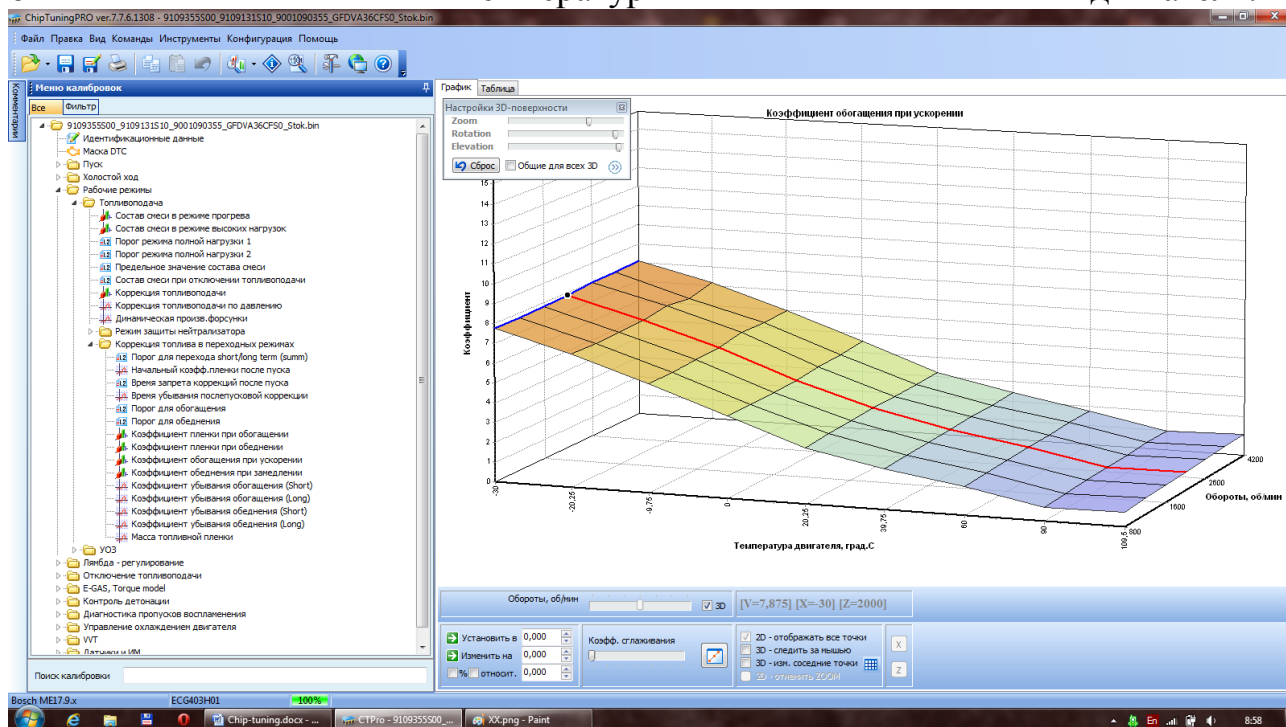 ChipTuningPRO ver.7.7.6.1308 - 9109355S00_9109131S10_9001090355_GFDVA36CFS0_Stok.bin
Файл Правка Вид Команды Инструменты Конфигурация Помощь
Комментарии
Меню калибровок
Все Фильтр
9109355S00_9109131S10_9001090355_GFDVA36CFS0_Stok.bin
Идентификационные данные
Маска DTC
Пуск
Холостой ход
Рабочие режимы
Топливоподача
Состав смеси в режиме прогрева
Состав смеси в режиме высоких нагрузок
Порог режима полной нагрузки 1
Порог режима полной нагрузки 2
Предельное значение состава смеси
Состав смеси при отключении топливоподачи
Коррекция топливоподачи
Коррекция топливоподачи по давлению
Динамическая произв.форсунки
Режим защиты нейтрализатора
Коррекция топлива в переходных режимах
Порог для перехода short/long term (summ)
Начальный коэфф.пленки после пуска
Время запрета коррекций после пуска
Время убывания послепусковой коррекции
Порог для обогащения
Порог для обеднения
Коэффициент пленки при обогащении
Коэффициент пленки при обеднении
Коэффициент обогащения при ускорении
Коэффициент обеднения при замедлении
Коэффициент убывания обогащения (Short)
Коэффициент убывания обогащения (Long)
Коэффициент убывания обеднения (Short)
Коэффициент убывания обеднения (Long)
Масса топливной пленки
УОЗ
Лямбда - регулирование
Отключение топливоподачи
E-GAS, Torque model
Контроль детонации
Диагностика пропусков воспламенения
Управление охлаждением двигателя
VVT
Датчики и ИМ
Поиск калибровки
График Таблица
Настройки 3D-поверхности
Zoom
Rotation
Elevation
Сброс Общие для всех 3D
Коэффициент обогащения при ускорении
15
14
13
12
11
10
9
8
7
6
5
4
3
2
1
0
Коэффициент
-30
-20,25
-9,75
0
20,25
39,75
60
90
109,5
Температура двигателя, град.С
800
1600
2600
4200
Обороты, об/мин
Обороты, об/мин
3D
[V=7,875] [X=-30] [Z=2000]
Установить в 0,000
Изменить на 0,000
% относит. 0,000
Коэфф. сглаживания
2D - отображать все точки
3D - следить за мышью
3D - изм. соседние точки
2D - отменить ZOOM
X
Z
Bosch ME17.9.x ECG403H01 100%
Chip-tuning.docx - ... CTPro - 9109355S00_... XX.png - Paint
En 8:58